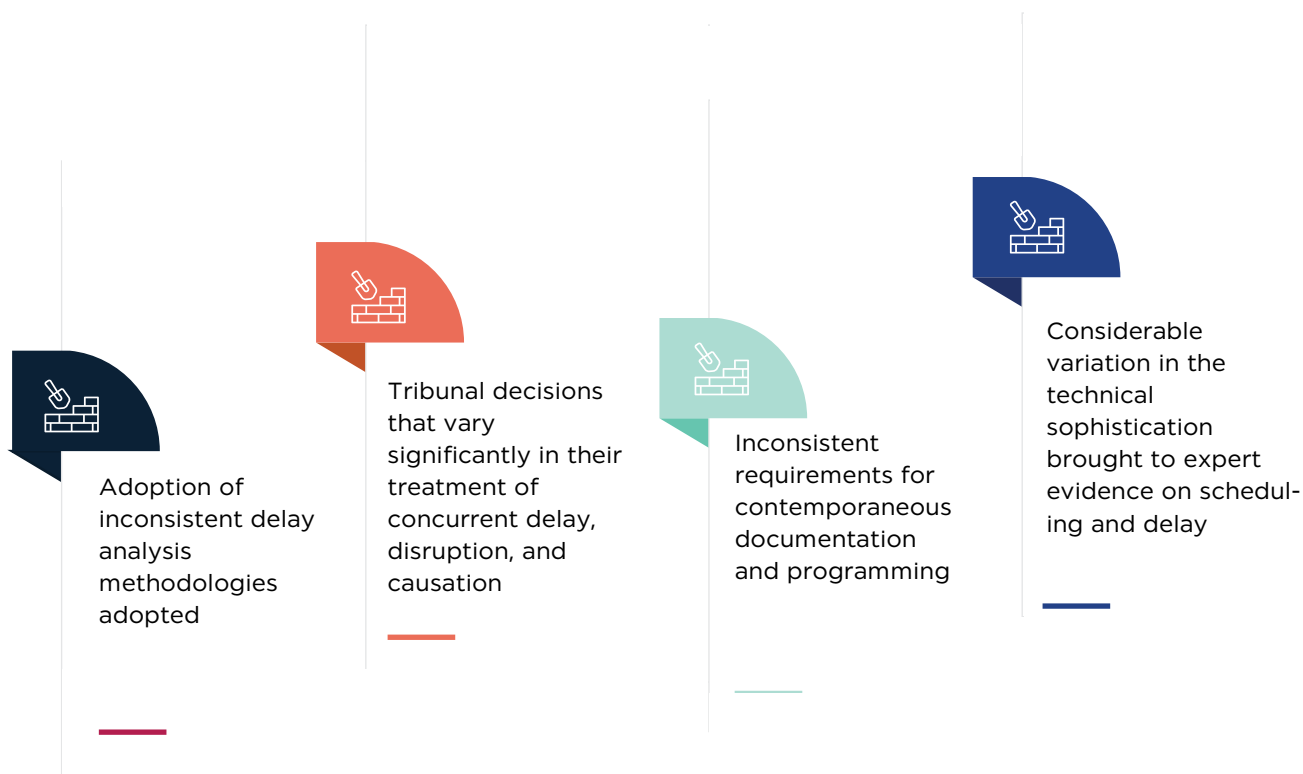 Adoption of
inconsistent delay
analysis
methodologies
adopted
Tribunal decisions
that vary
significantly in their
treatment of
concurrent delay,
disruption, and
causation
Inconsistent
requirements for
contemporaneous
documentation
and programming
Considerable
variation in the
technical
sophistication
brought to expert
evidence on schedul-
ing and delay